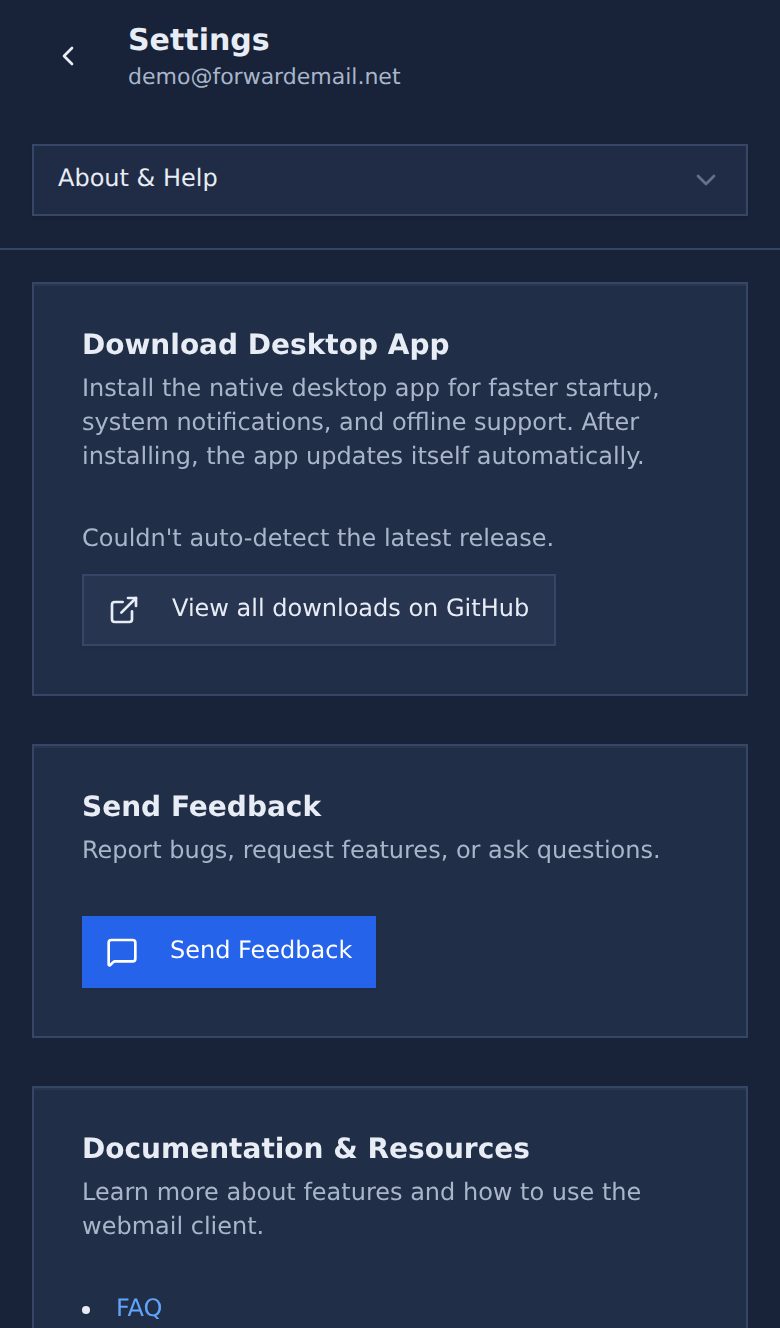 Settings
demo@forwardemail.net
About & Help
Download Desktop App
Install the native desktop app for faster startup,
system notifications, and offline support. After
installing, the app updates itself automatically.
Couldn't auto-detect the latest release.
View all downloads on GitHub
Send Feedback
Report bugs, request features, or ask questions.
Send Feedback
Documentation & Resources
Learn more about features and how to use the
webmail client.
FAQ